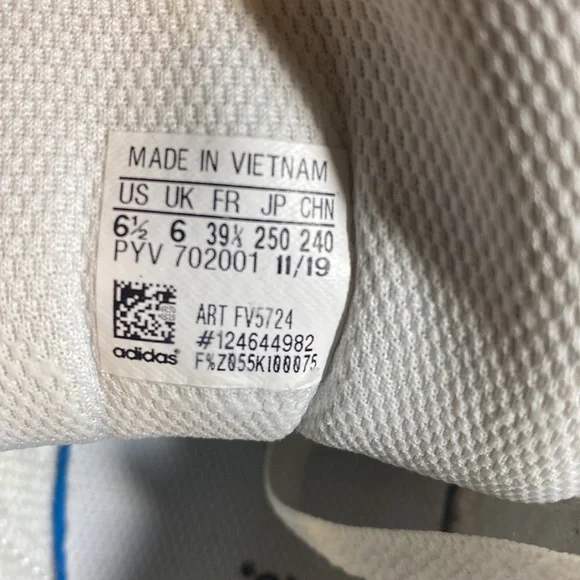 MADE IN VIETNAM
US UK FR JP CHN
6½ 6 39⅓ 250 240
PYV 702001 11/19
ART FV5724
#124644982
F%Z055K100075
adidas